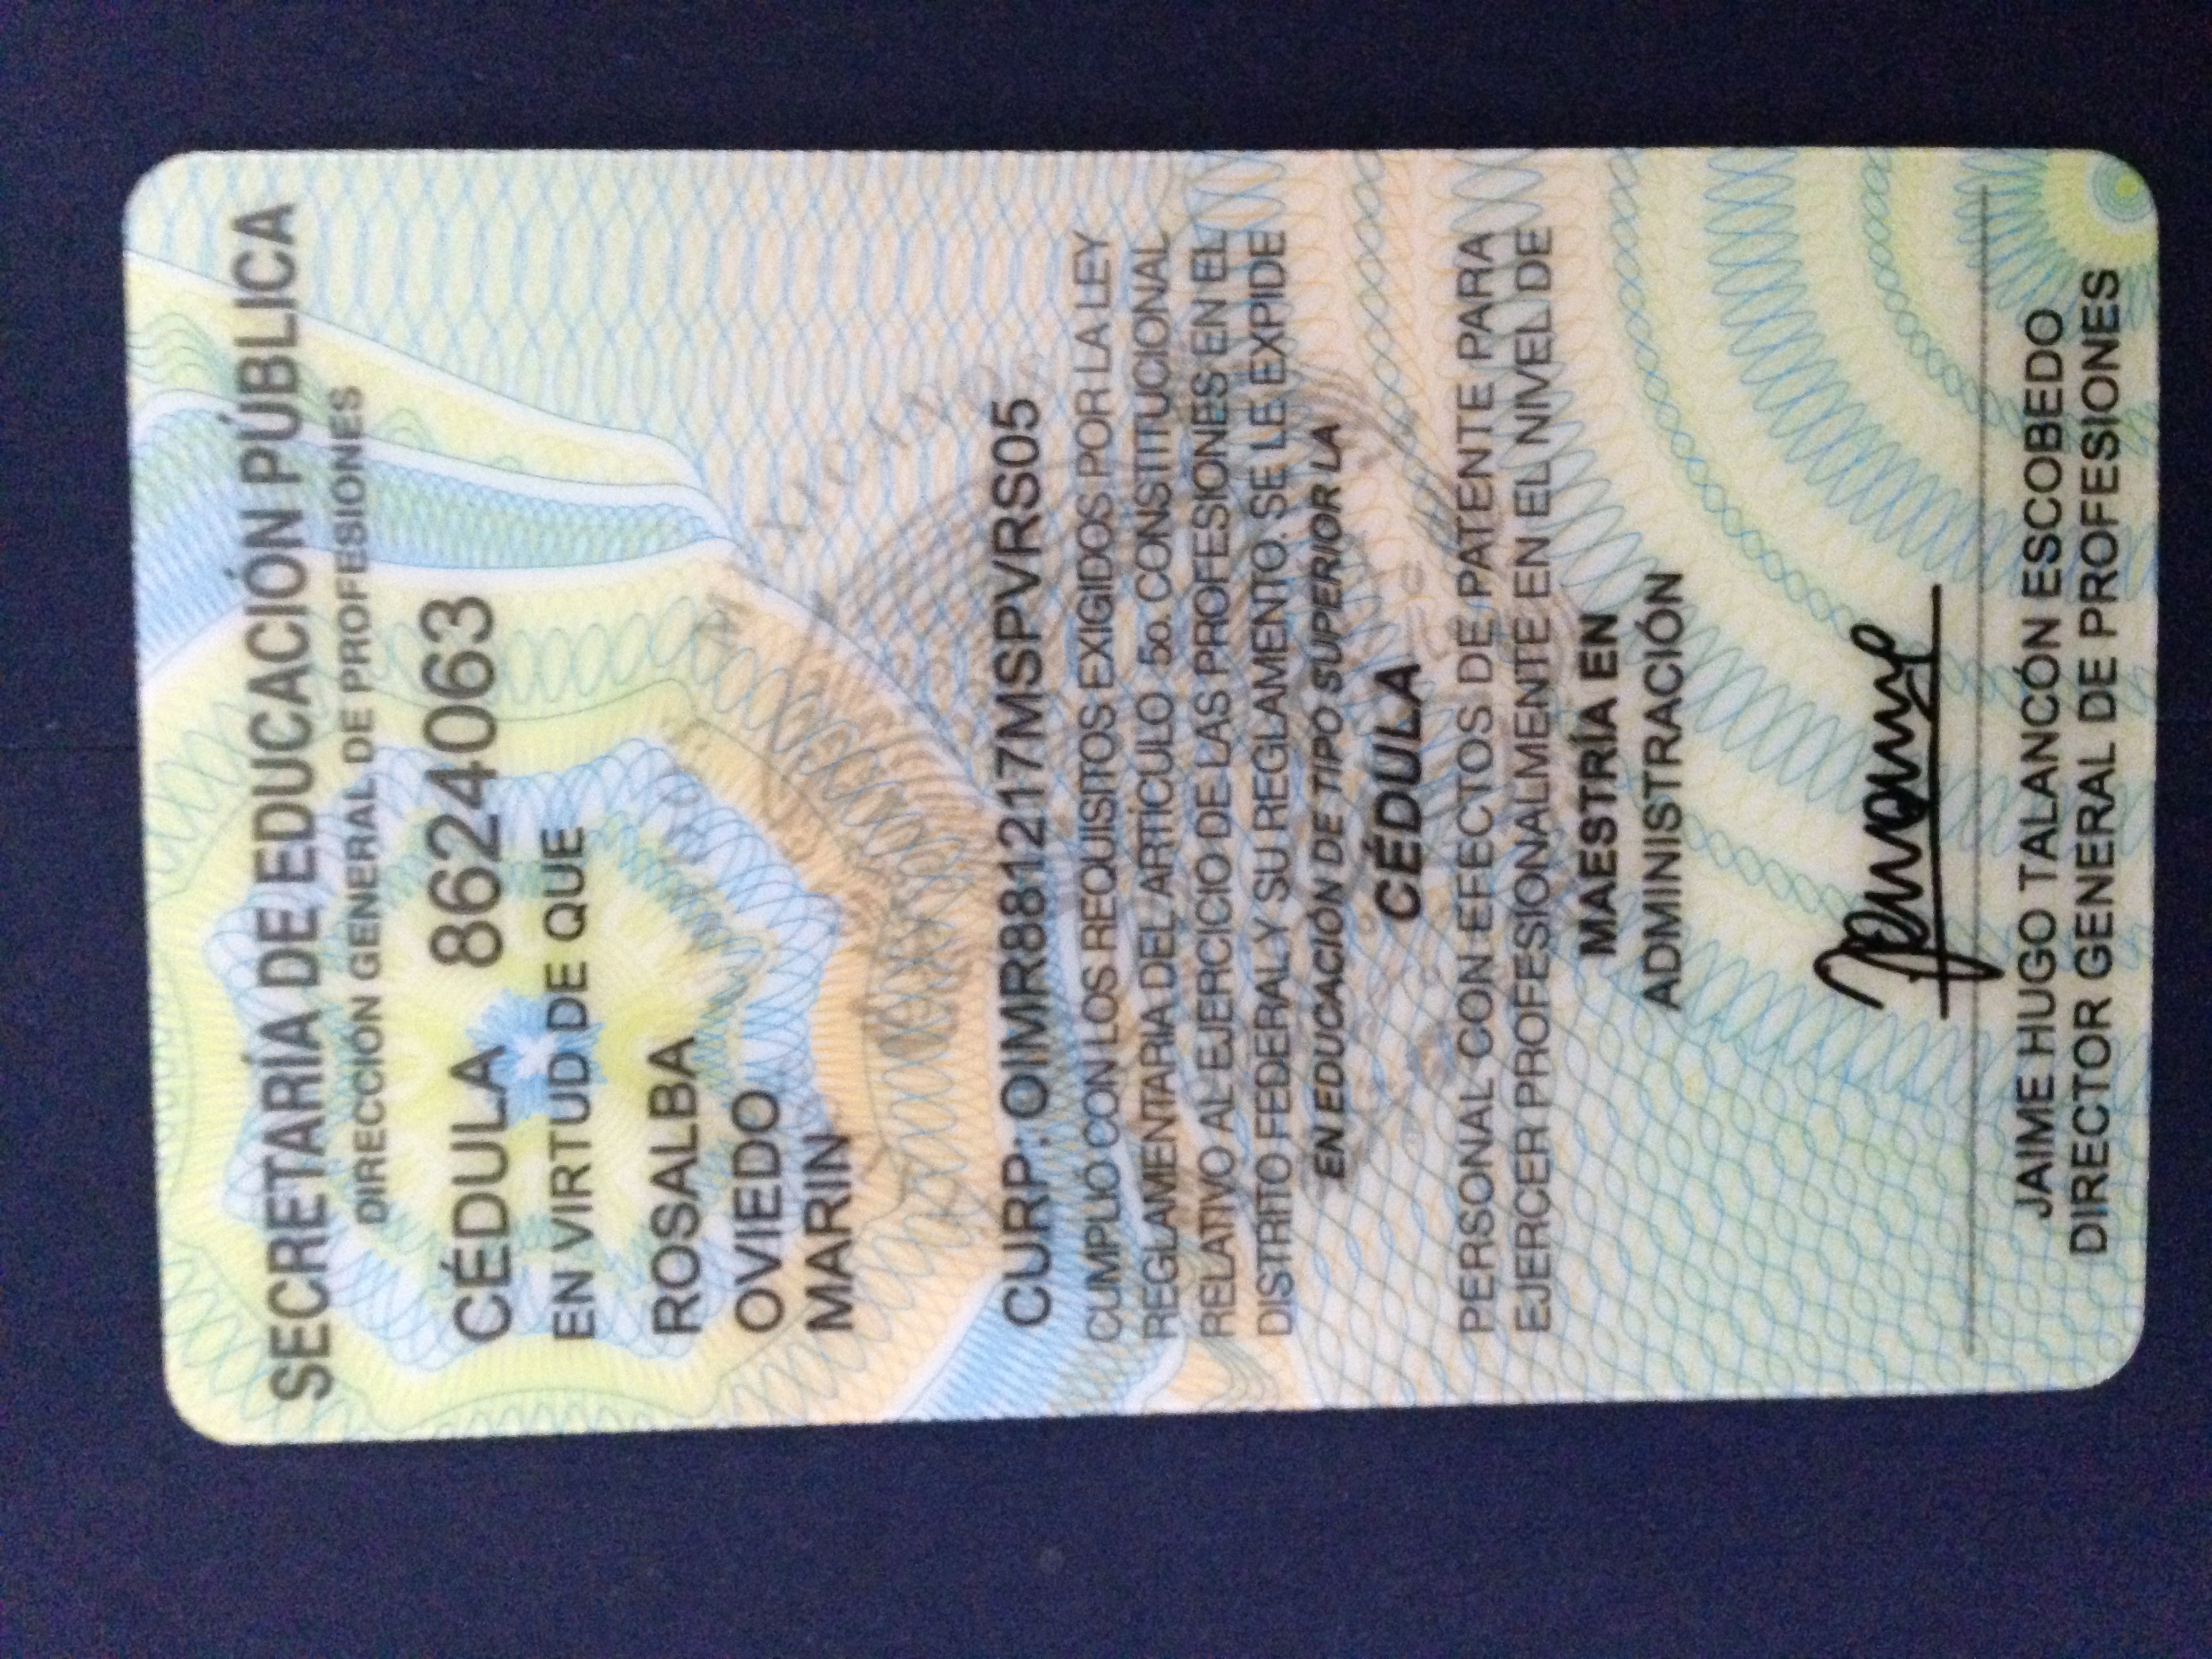 SECRETARÍA DE EDUCACIÓN PÚBLICA
DIRECCIÓN GENERAL DE PROFESIONES
CÉDULA 8624063
EN VIRTUD DE QUE
ROSALBA
OVIEDO
MARIN
CURP: OIMR881217MSPVRS05
CUMPLIÓ CON LOS REQUISITOS EXIGIDOS POR LA LEY
REGLAMENTARIA DEL ARTÍCULO 5o. CONSTITUCIONAL
RELATIVO AL EJERCICIO DE LAS PROFESIONES EN EL
DISTRITO FEDERAL Y SU REGLAMENTO. SE LE EXPIDE
EN EDUCACIÓN DE TIPO SUPERIOR LA
CÉDULA
PERSONAL CON EFECTOS DE PATENTE PARA
EJERCER PROFESIONALMENTE EN EL NIVEL DE
MAESTRÍA EN
ADMINISTRACIÓN
JAIME HUGO TALANCÓN ESCOBEDO
DIRECTOR GENERAL DE PROFESIONES